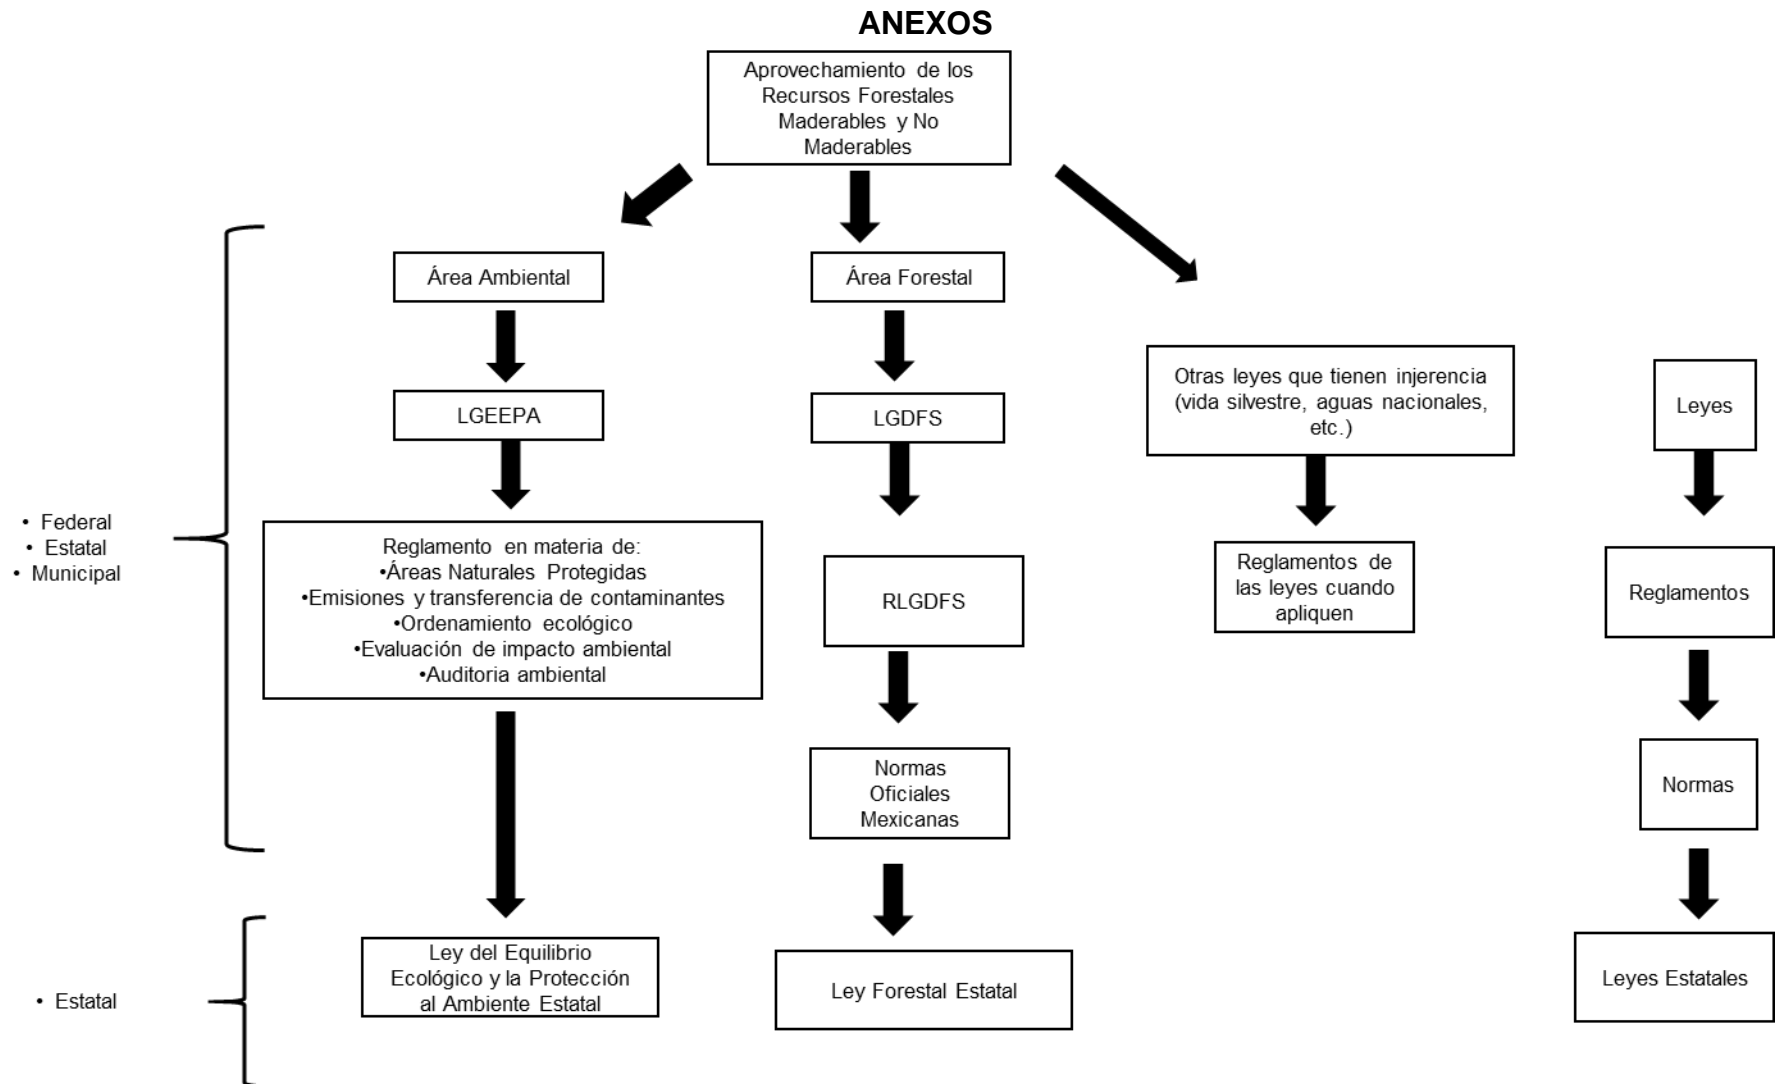 ANEXOS
Aprovechamiento de los
Recursos Forestales
Maderables y No
Maderables
Área Ambiental
Área Forestal
Otras leyes que tienen injerencia
(vida silvestre, aguas nacionales,
etc.)
Leyes
LGEEPA
LGDFS
• Federal
• Estatal
• Municipal
Reglamento en materia de:
•Áreas Naturales Protegidas
•Emisiones y transferencia de contaminantes
•Ordenamiento ecológico
•Evaluación de impacto ambiental
•Auditoria ambiental
RLGDFS
Reglamentos de
las leyes cuando
apliquen
Reglamentos
Normas
Oficiales
Mexicanas
Normas
• Estatal
Ley del Equilibrio
Ecológico y la Protección
al Ambiente Estatal
Ley Forestal Estatal
Leyes Estatales